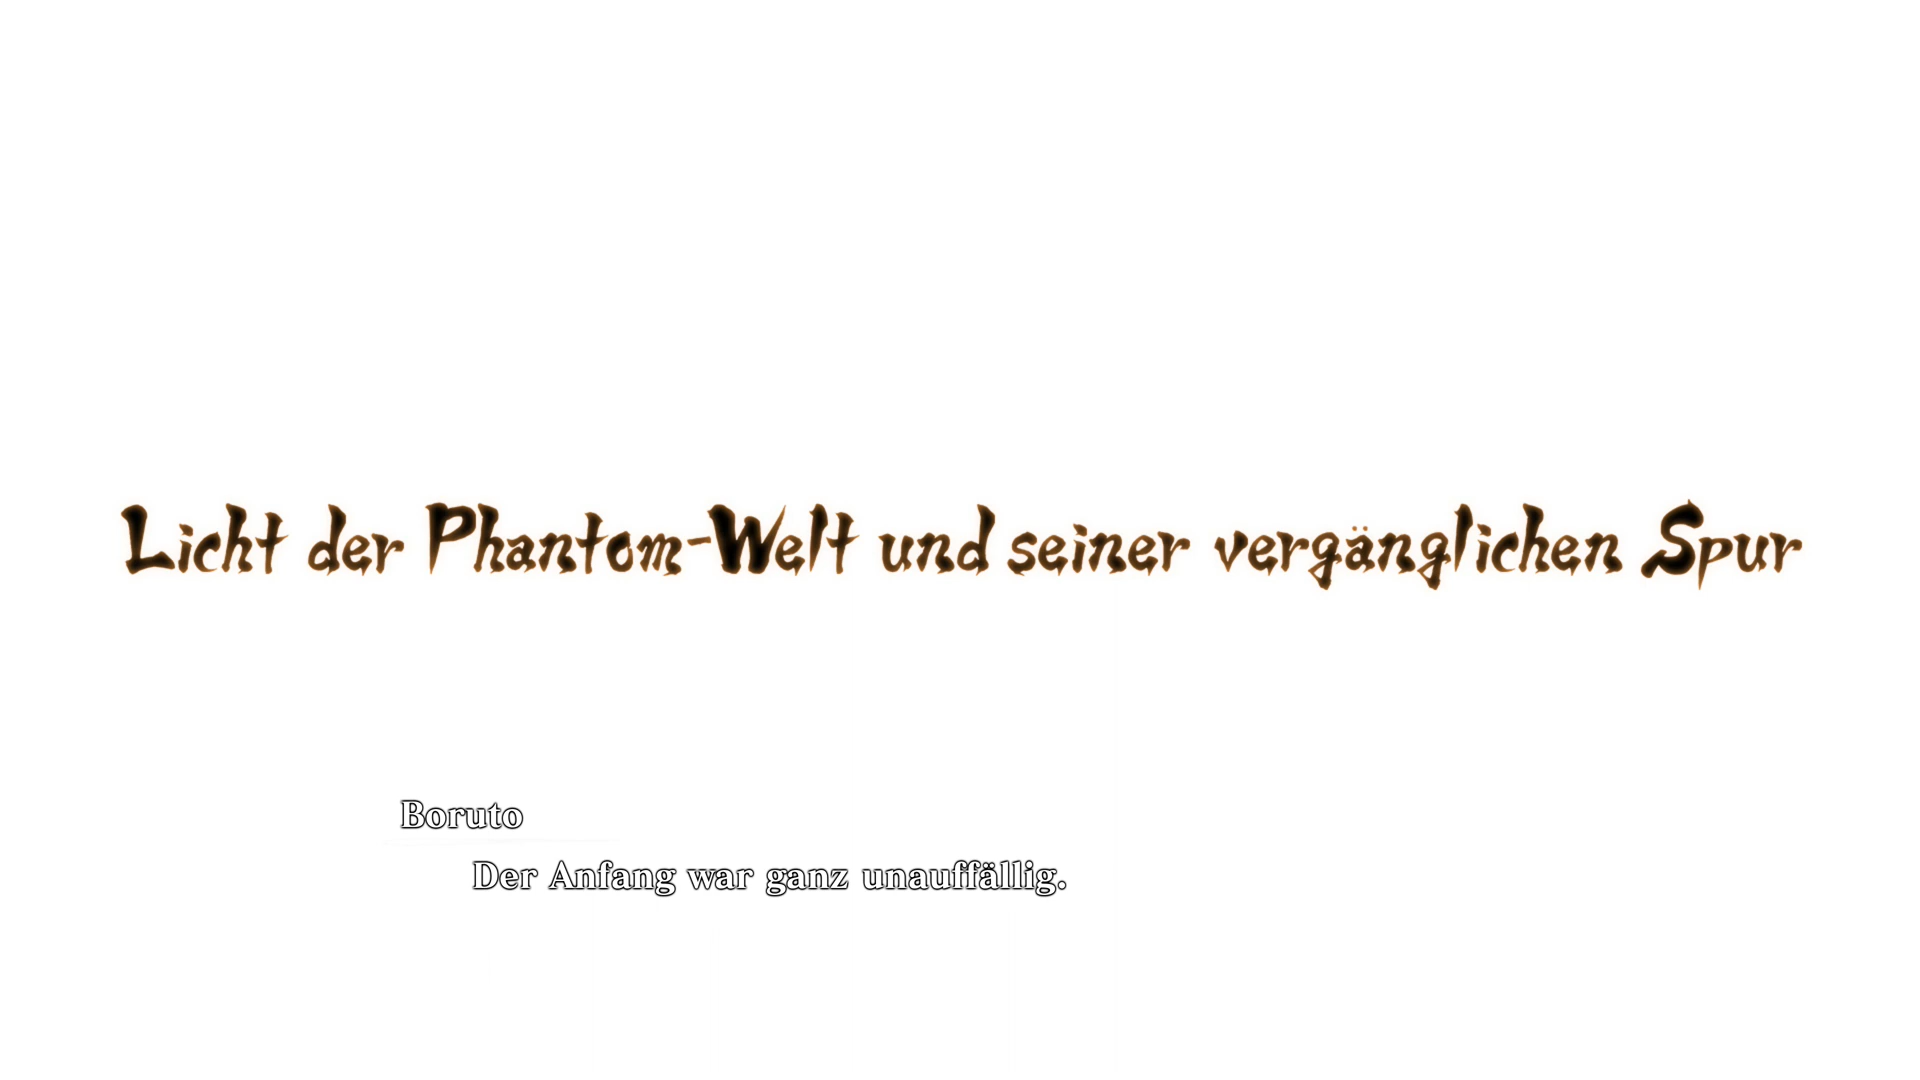 Licht der Phantom-Welt und seiner vergänglichen Spur
Boruto
Der Anfang war ganz unauffällig.